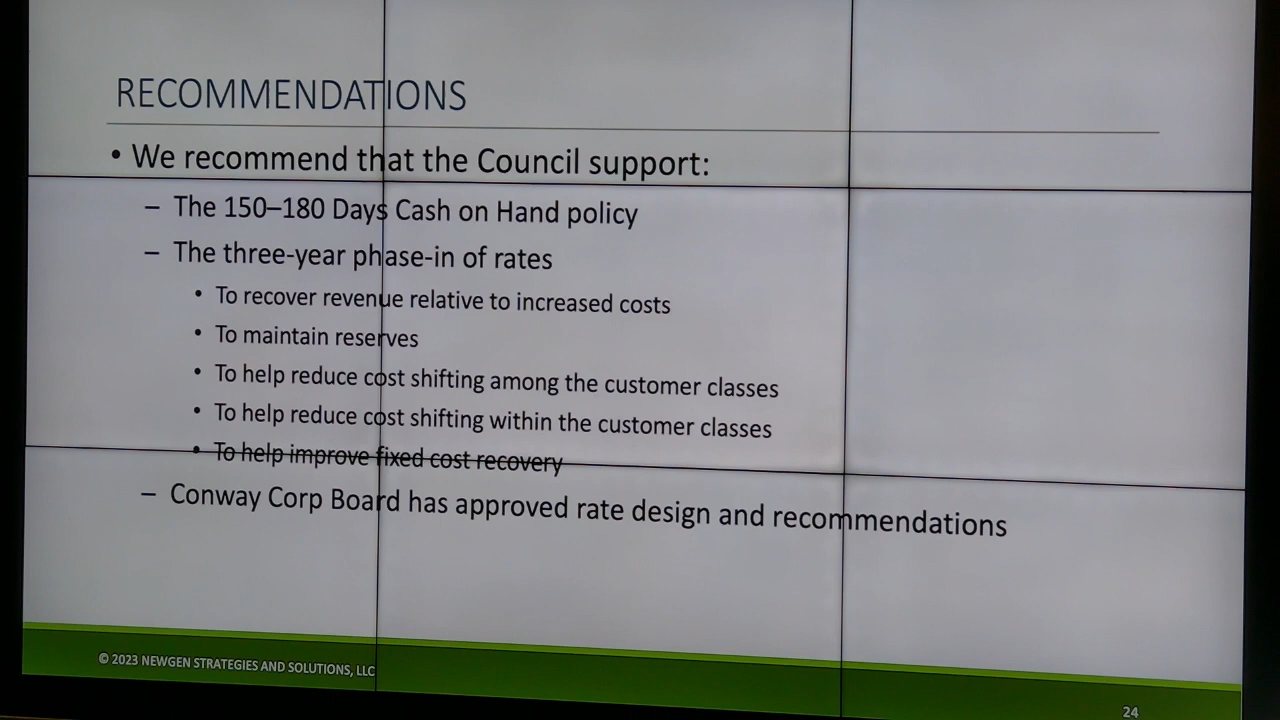 RECOMMENDATIONS
• We recommend that the Council support:
– The 150–180 Days Cash on Hand policy
– The three-year phase-in of rates
• To recover revenue relative to increased costs
• To maintain reserves
• To help reduce cost shifting among the customer classes
• To help reduce cost shifting within the customer classes
• To help improve fixed cost recovery
– Conway Corp Board has approved rate design and recommendations
© 2023 NEWGEN STRATEGIES AND SOLUTIONS, LLC
24